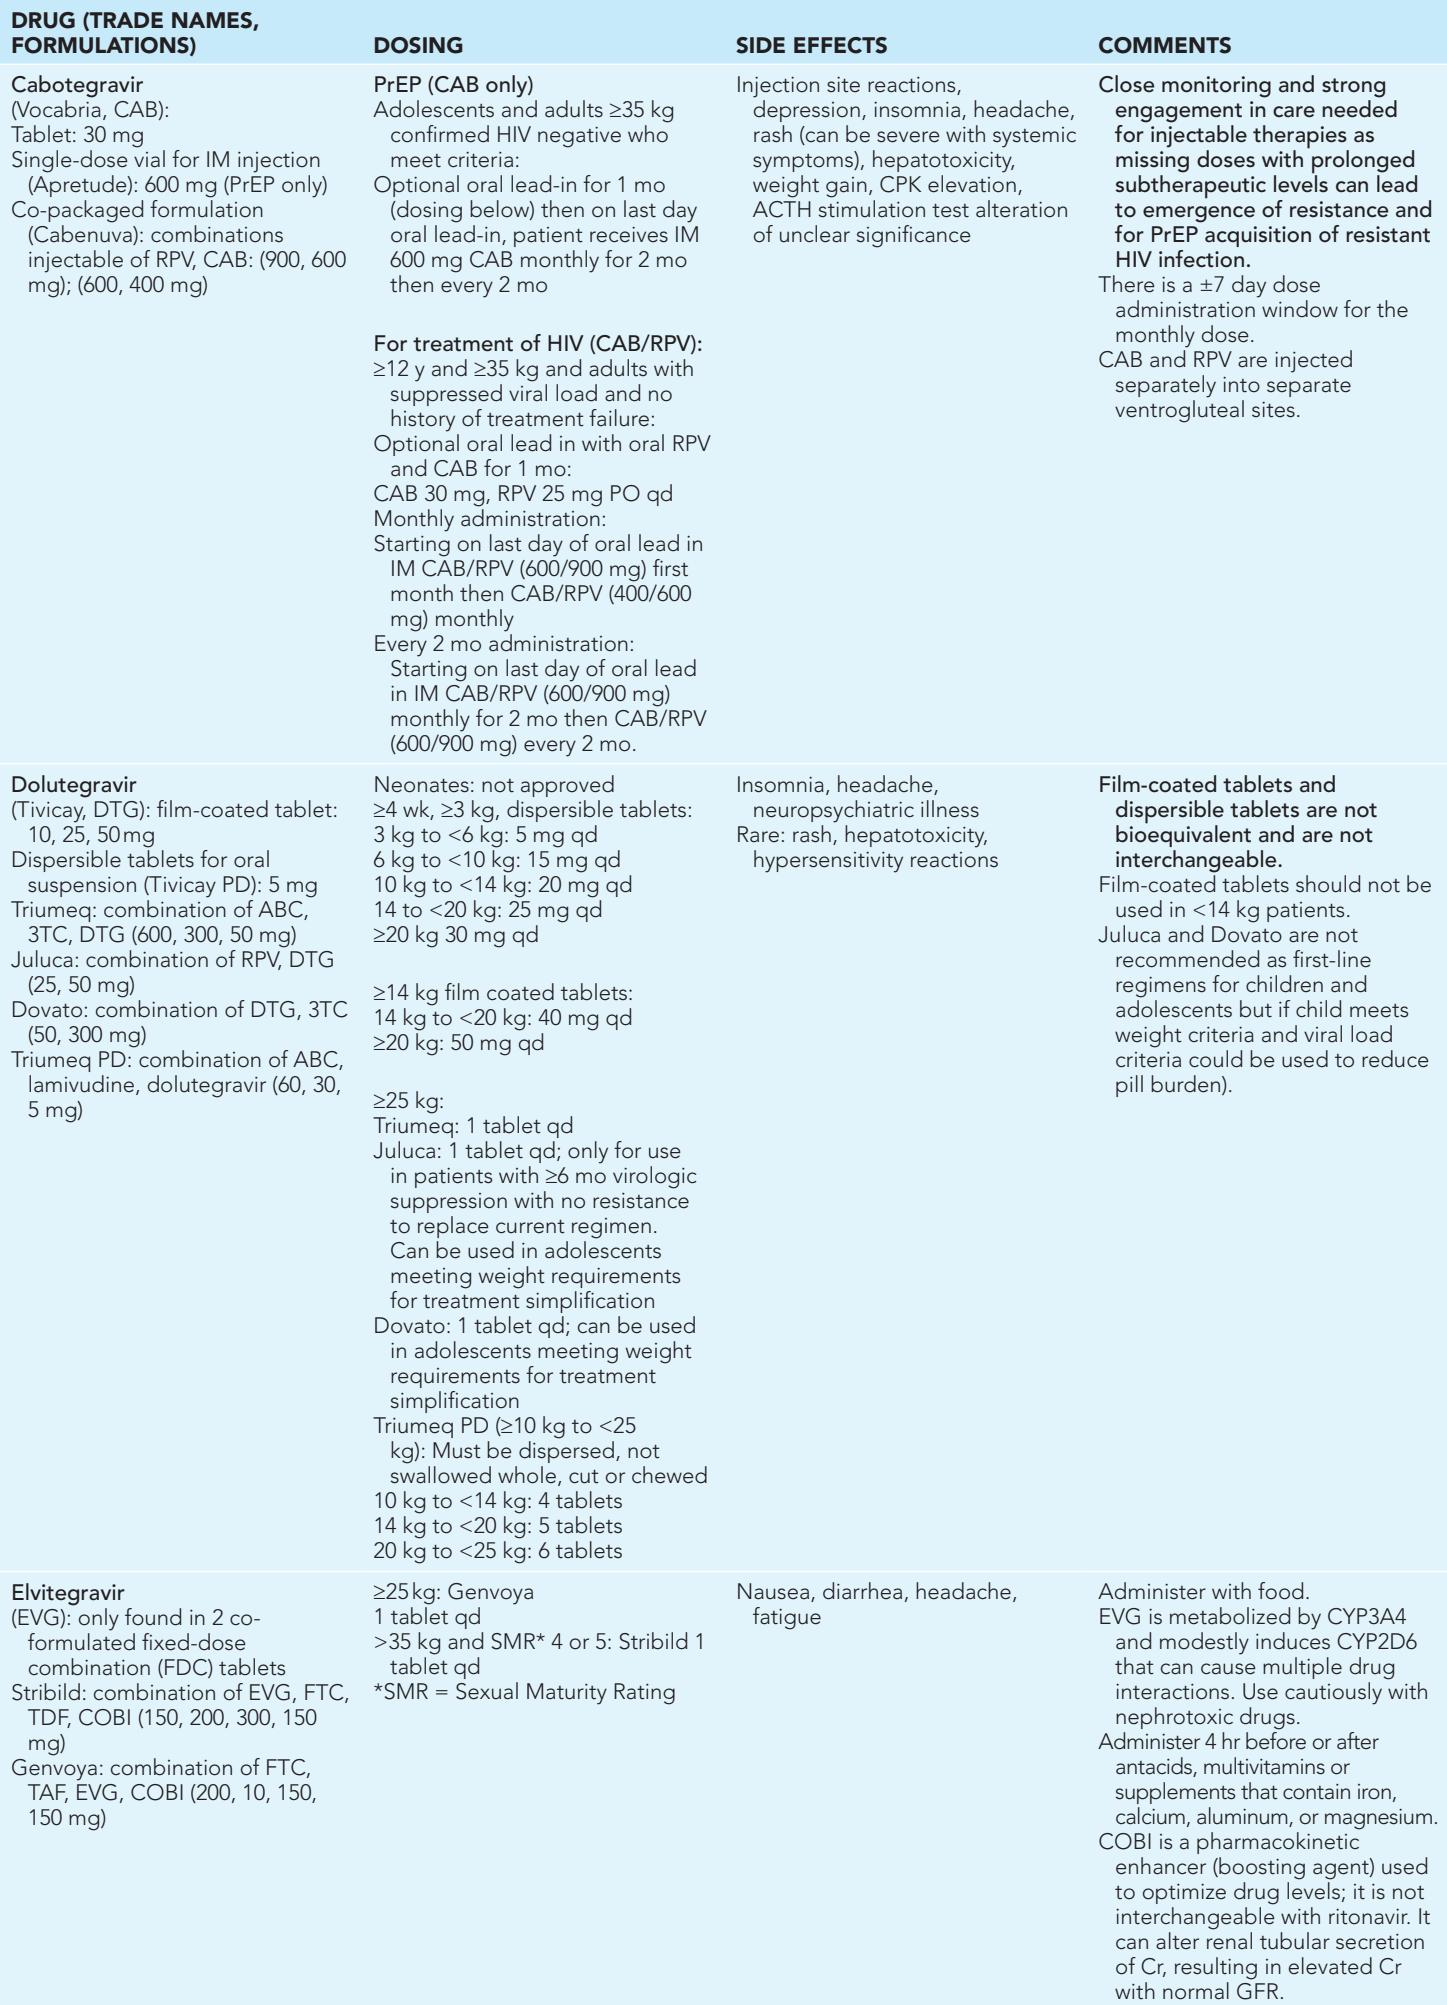 DRUG (TRADE NAMES,
FORMULATIONS)
DOSING
SIDE EFFECTS
COMMENTS
Cabotegravir
(Vocabria, CAB):
Tablet: 30 mg
Single-dose vial for IM injection
(Apretude): 600 mg (PrEP only)
Co-packaged formulation
(Cabenuva): combinations
injectable of RPV, CAB: (900, 600
mg); (600, 400 mg)
PrEP (CAB only)
Adolescents and adults ≥35 kg
confirmed HIV negative who
meet criteria:
Optional oral lead-in for 1 mo
(dosing below) then on last day
oral lead-in, patient receives IM
600 mg CAB monthly for 2 mo
then every 2 mo
For treatment of HIV (CAB/RPV):
≥12 y and ≥35 kg and adults with
suppressed viral load and no
history of treatment failure:
Optional oral lead in with oral RPV
and CAB for 1 mo:
CAB 30 mg, RPV 25 mg PO qd
Monthly administration:
Starting on last day of oral lead in
IM CAB/RPV (600/900 mg) first
month then CAB/RPV (400/600
mg) monthly
Every 2 mo administration:
Starting on last day of oral lead
in IM CAB/RPV (600/900 mg)
monthly for 2 mo then CAB/RPV
(600/900 mg) every 2 mo.
Injection site reactions,
depression, insomnia, headache,
rash (can be severe with systemic
symptoms), hepatotoxicity,
weight gain, CPK elevation,
ACTH stimulation test alteration
of unclear significance
Close monitoring and strong
engagement in care needed
for injectable therapies as
missing doses with prolonged
subtherapeutic levels can lead
to emergence of resistance and
for PrEP acquisition of resistant
HIV infection.
There is a ±7 day dose
administration window for the
monthly dose.
CAB and RPV are injected
separately into separate
ventrogluteal sites.
Dolutegravir
(Tivicay, DTG): film-coated tablet:
10, 25, 50 mg
Dispersible tablets for oral
suspension (Tivicay PD): 5 mg
Triumeq: combination of ABC,
3TC, DTG (600, 300, 50 mg)
Juluca: combination of RPV, DTG
(25, 50 mg)
Dovato: combination of DTG, 3TC
(50, 300 mg)
Triumeq PD: combination of ABC,
lamivudine, dolutegravir (60, 30,
5 mg)
Neonates: not approved
≥4 wk, ≥3 kg, dispersible tablets:
3 kg to <6 kg: 5 mg qd
6 kg to <10 kg: 15 mg qd
10 kg to <14 kg: 20 mg qd
14 to <20 kg: 25 mg qd
≥20 kg 30 mg qd
≥14 kg film coated tablets:
14 kg to <20 kg: 40 mg qd
≥20 kg: 50 mg qd
≥25 kg:
Triumeq: 1 tablet qd
Juluca: 1 tablet qd; only for use
in patients with ≥6 mo virologic
suppression with no resistance
to replace current regimen.
Can be used in adolescents
meeting weight requirements
for treatment simplification
Dovato: 1 tablet qd; can be used
in adolescents meeting weight
requirements for treatment
simplification
Triumeq PD (≥10 kg to <25
kg): Must be dispersed, not
swallowed whole, cut or chewed
10 kg to <14 kg: 4 tablets
14 kg to <20 kg: 5 tablets
20 kg to <25 kg: 6 tablets
Insomnia, headache,
neuropsychiatric illness
Rare: rash, hepatotoxicity,
hypersensitivity reactions
Film-coated tablets and
dispersible tablets are not
bioequivalent and are not
interchangeable.
Film-coated tablets should not be
used in <14 kg patients.
Juluca and Dovato are not
recommended as first-line
regimens for children and
adolescents but if child meets
weight criteria and viral load
criteria could be used to reduce
pill burden).
Elvitegravir
(EVG): only found in 2 co-
formulated fixed-dose
combination (FDC) tablets
Stribild: combination of EVG, FTC,
TDF, COBI (150, 200, 300, 150
mg)
Genvoya: combination of FTC,
TAF, EVG, COBI (200, 10, 150,
150 mg)
≥25 kg: Genvoya
1 tablet qd
>35 kg and SMR* 4 or 5: Stribild 1
tablet qd
*SMR = Sexual Maturity Rating
Nausea, diarrhea, headache,
fatigue
Administer with food.
EVG is metabolized by CYP3A4
and modestly induces CYP2D6
that can cause multiple drug
interactions. Use cautiously with
nephrotoxic drugs.
Administer 4 hr before or after
antacids, multivitamins or
supplements that contain iron,
calcium, aluminum, or magnesium.
COBI is a pharmacokinetic
enhancer (boosting agent) used
to optimize drug levels; it is not
interchangeable with ritonavir. It
can alter renal tubular secretion
of Cr, resulting in elevated Cr
with normal GFR.